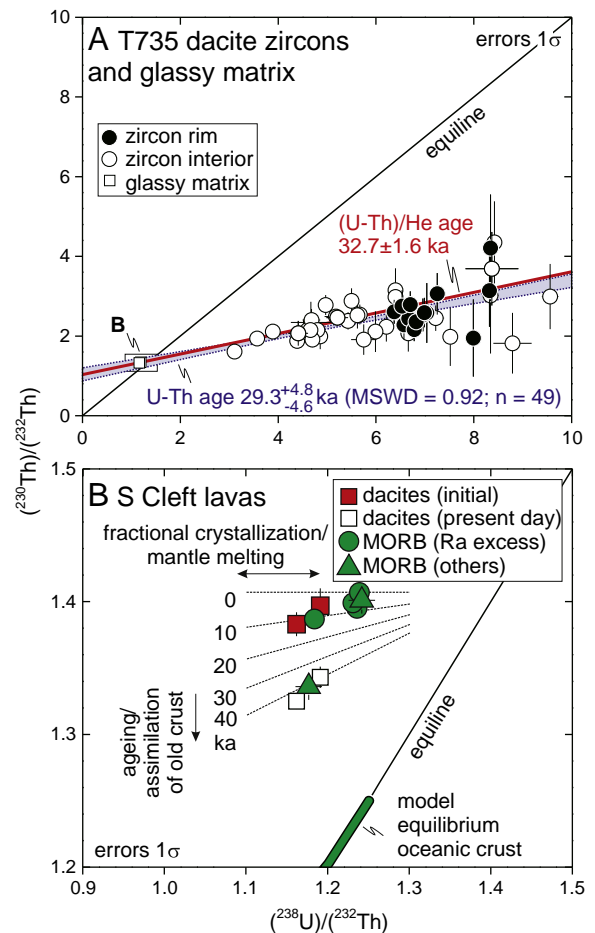 A T735 dacite zircons
and glassy matrix
errors 1σ
zircon rim
zircon interior
glassy matrix
equiline
(U-Th)/He age
32.7±1.6 ka
B
U-Th age 29.3+4.8-4.6 ka (MSWD = 0.92; n = 49)
10
8
6
4
2
0
0 2 4 6 8 10
(230Th)/(232Th)
B S Cleft lavas
fractional crystallization/
mantle melting
dacites (initial)
dacites (present day)
MORB (Ra excess)
MORB (others)
0
10
20
30
40
ka
ageing/
assimilation
of old crust
equiline
model
equilibrium
oceanic crust
errors 1σ
1.5
1.4
1.3
1.2
0.9 1.1 1.2 1.3 1.4 1.5
(238U)/(232Th)